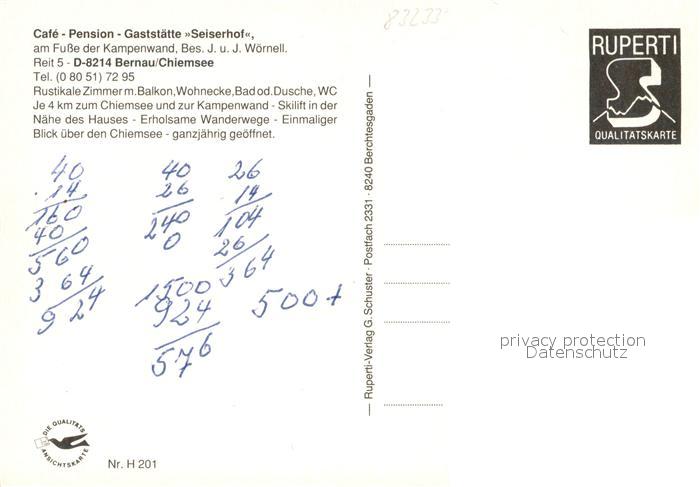 83233
Café - Pension - Gaststätte »Seiserhof«,
am Fuße der Kampenwand, Bes. J. u. J. Wörnell.
Reit 5 - D-8214 Bernau/Chiemsee
Tel. (0 80 51) 72 95
Rustikale Zimmer m. Balkon, Wohnecke, Bad od. Dusche, WC
Je 4 km zum Chiemsee und zur Kampenwand - Skilift in der
Nähe des Hauses - Erholsame Wanderwege - Einmaliger
Blick über den Chiemsee - ganzjährig geöffnet.
40
14
160
40
560
364
924
40
26
240
0
26
14
104
26
364
1500
924
576
500 +
RUPERTI
QUALITÄTSKARTE
— Ruperti-Verlag G. Schuster · Postfach 2331 · 8240 Berchtesgaden —
privacy protection
Datenschutz
DIE QUALITÄTS
ANSICHTSKARTE
Nr. H 201